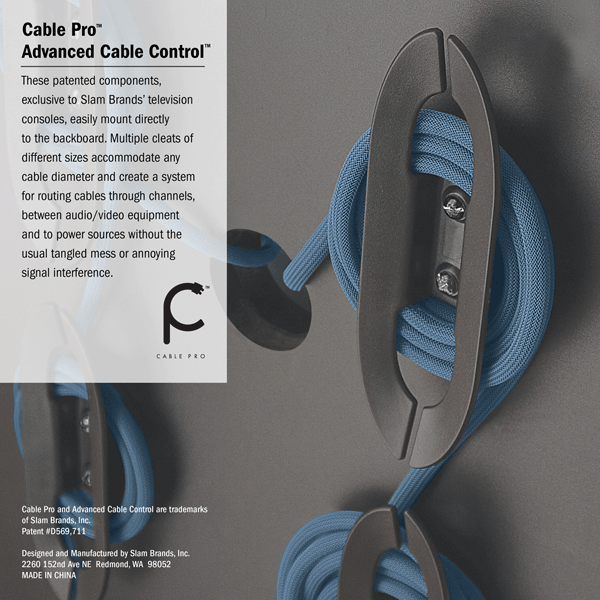 Cable Pro™
Advanced Cable Control™
These patented components,
exclusive to Slam Brands' television
consoles, easily mount directly
to the backboard. Multiple cleats of
different sizes accommodate any
cable diameter and create a system
for routing cables through channels,
between audio/video equipment
and to power sources without the
usual tangled mess or annoying
signal interference.
™
CABLE PRO
Cable Pro and Advanced Cable Control are trademarks
of Slam Brands, Inc.
Patent #D569,711
Designed and Manufactured by Slam Brands, Inc.
2260 152nd Ave NE Redmond, WA 98052
MADE IN CHINA